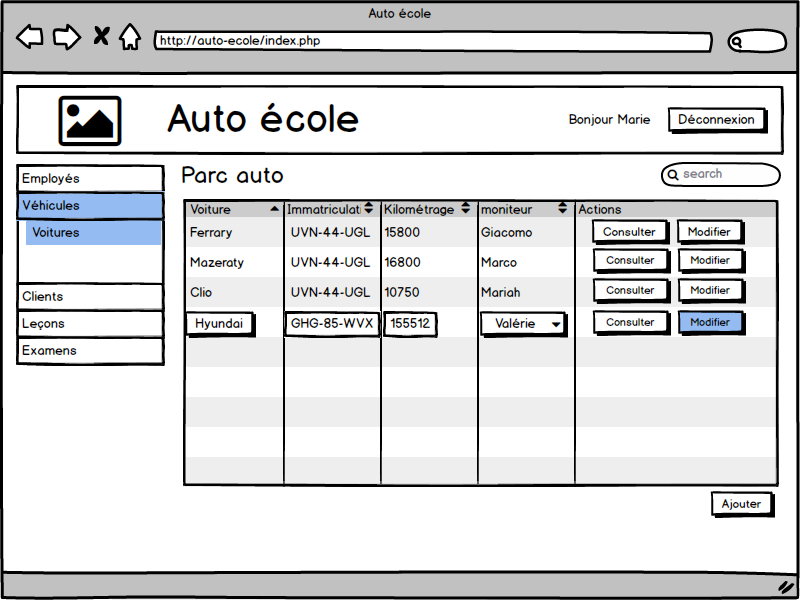 Auto école
http://auto-ecole/index.php
Auto école
Bonjour Marie
Déconnexion
Employés
Véhicules
Voitures
Clients
Leçons
Examens
Parc auto
search
Voiture Immatriculati Kilométrage moniteur Actions
Ferrary UVN-44-UGL 15800 Giacomo Consulter Modifier
Mazeraty UVN-44-UGL 16800 Marco Consulter Modifier
Clio UVN-44-UGL 10750 Mariah Consulter Modifier
Hyundai GHG-85-WVX 155512 Valérie Consulter Modifier
Ajouter